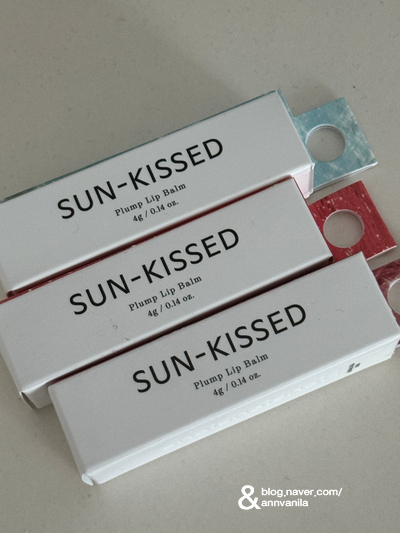 SUN-KISSED
Plump Lip Balm
4g / 0.14 oz.
SUN-KISSED
Plump Lip Balm
4g / 0.14 oz.
SUN-KISSED
Plump Lip Balm
4g / 0.14 oz.
& blog.naver.com/
annvanila